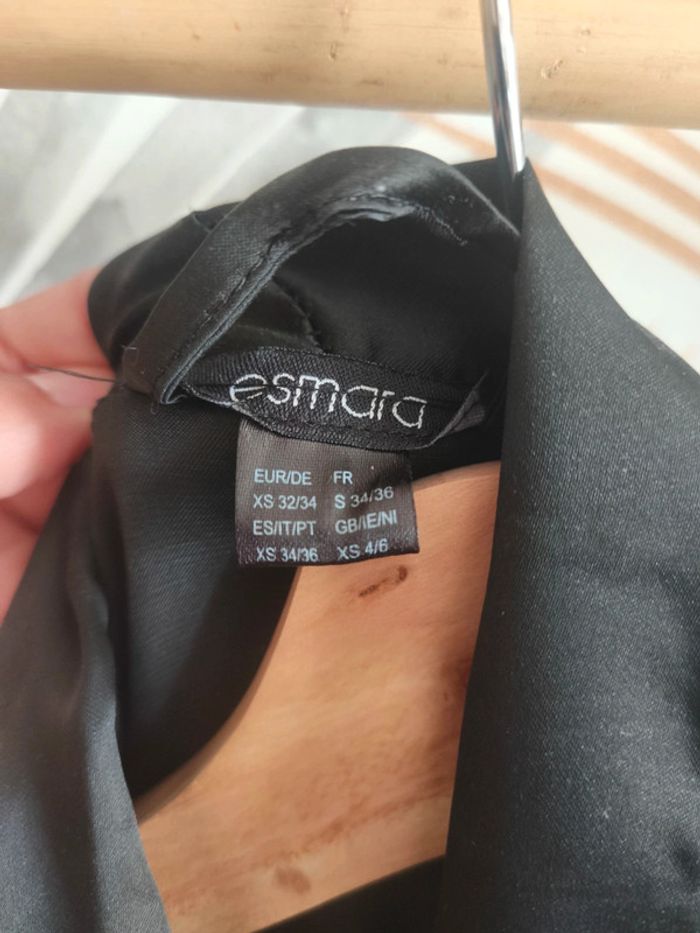 esmara
EUR/DE FR
XS 32/34 S 34/36
ES/IT/PT GB/IE/NI
XS 34/36 XS 4/6